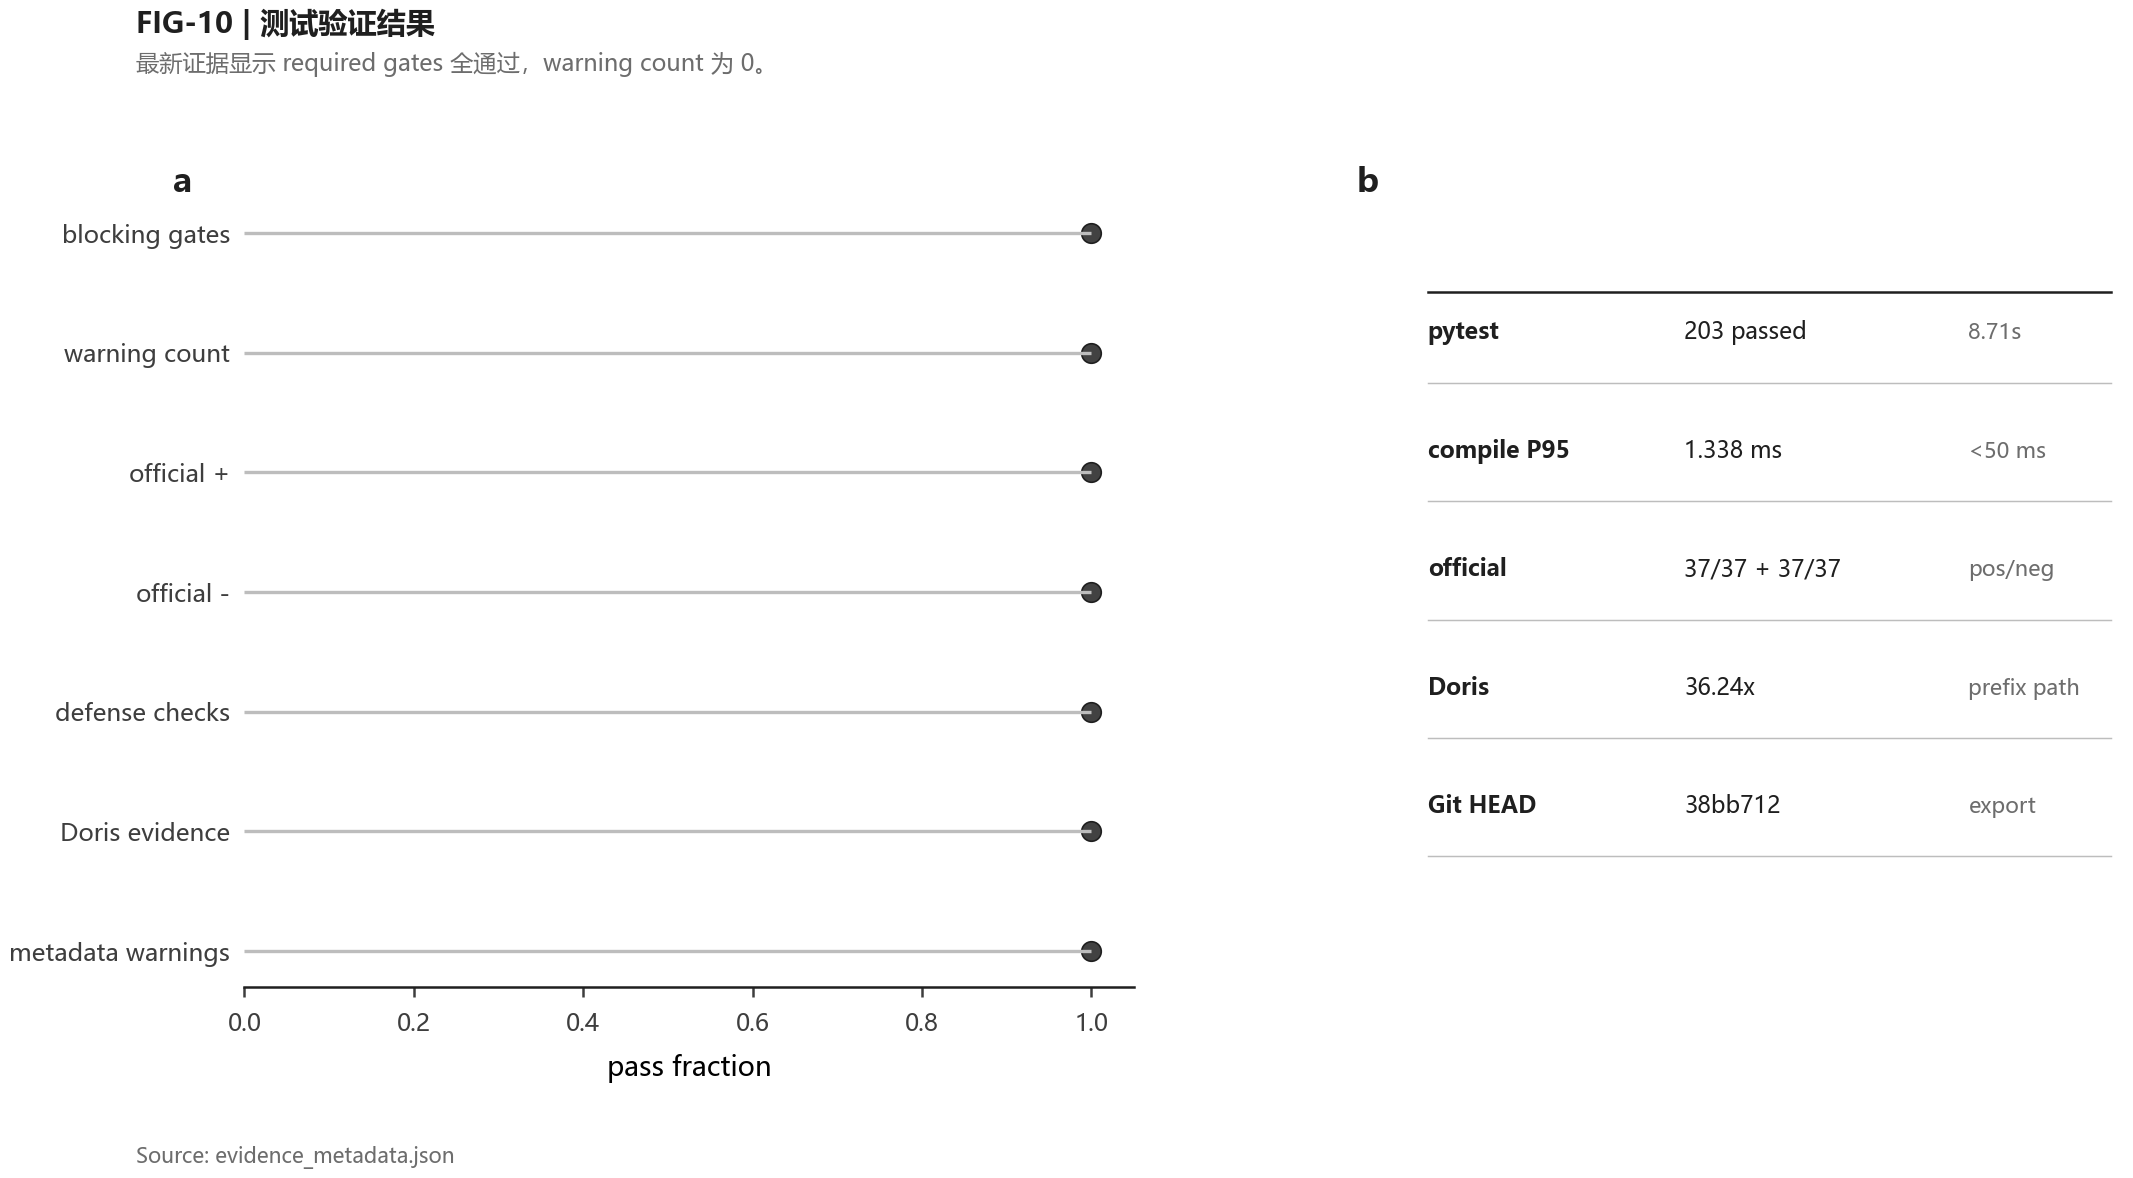 FIG-10 | 测试验证结果
最新证据显示 required gates 全通过，warning count 为 0。
a
blocking gates
warning count
official +
official -
defense checks
Doris evidence
metadata warnings
0.0 0.2 0.4 0.6 0.8 1.0
pass fraction
b
pytest 203 passed 8.71s
compile P95 1.338 ms <50 ms
official 37/37 + 37/37 pos/neg
Doris 36.24x prefix path
Git HEAD 38bb712 export
Source: evidence_metadata.json